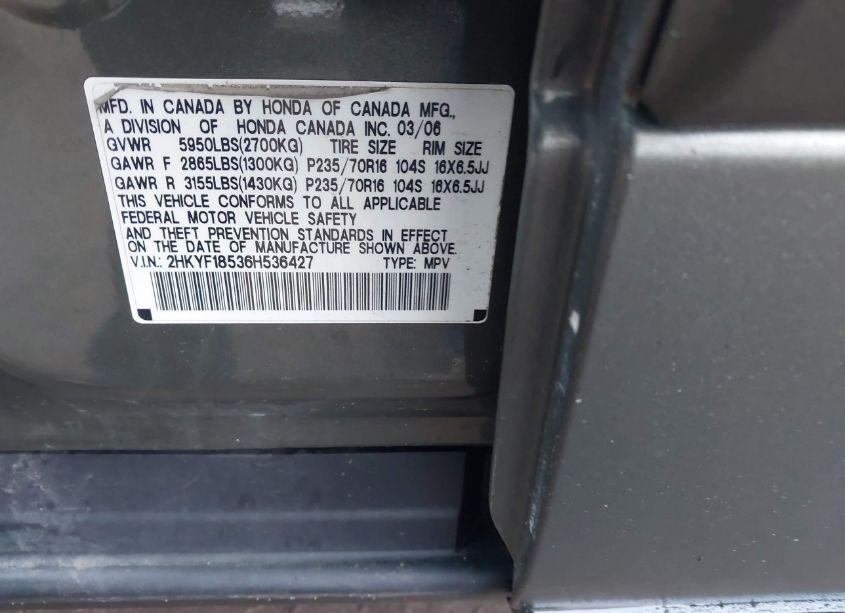 MFD. IN CANADA BY HONDA OF CANADA MFG.,
A DIVISION OF HONDA CANADA INC. 03/06
GVWR 5950LBS(2700KG) TIRE SIZE RIM SIZE
GAWR F 2865LBS(1300KG) P235/70R16 104S 16X6.5JJ
GAWR R 3155LBS(1430KG) P235/70R16 104S 16X6.5JJ
THIS VEHICLE CONFORMS TO ALL APPLICABLE
FEDERAL MOTOR VEHICLE SAFETY
AND THEFT PREVENTION STANDARDS IN EFFECT
ON THE DATE OF MANUFACTURE SHOWN ABOVE.
V.I.N.: 2HKYF18536H536427 TYPE: MPV